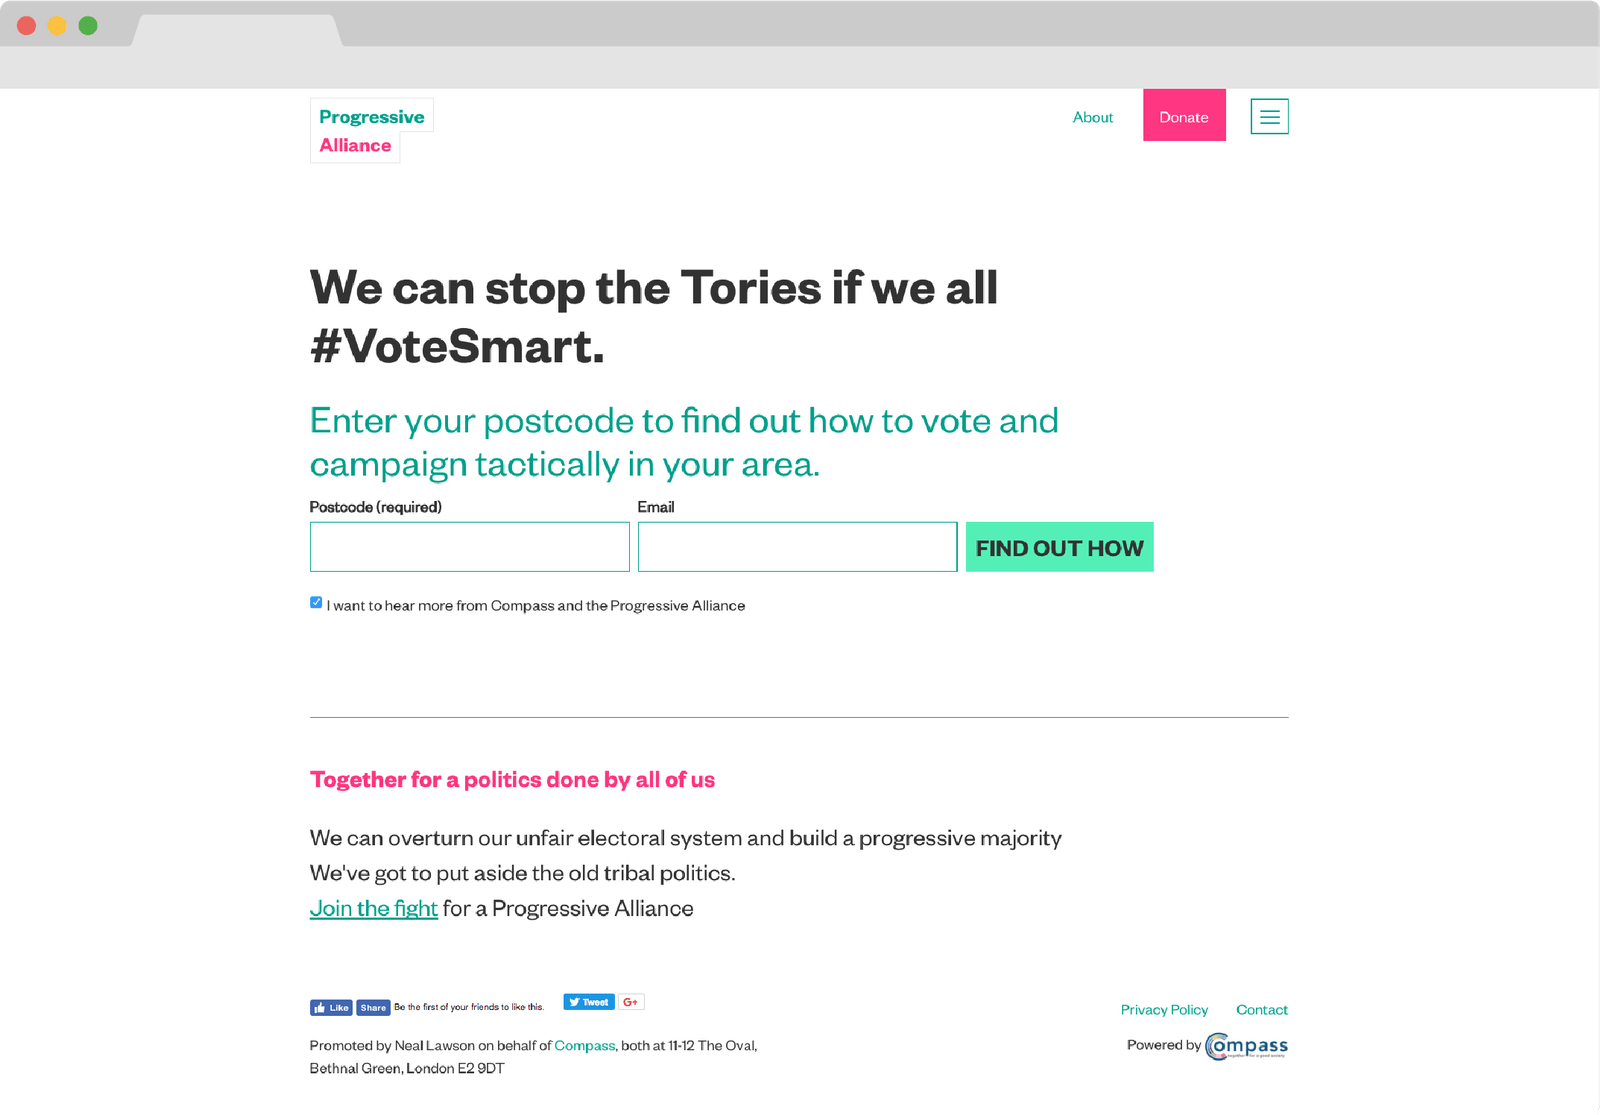 Progressive
Alliance
About
Donate
We can stop the Tories if we all
#VoteSmart.
Enter your postcode to find out how to vote and
campaign tactically in your area.
Postcode (required)
Email
FIND OUT HOW
I want to hear more from Compass and the Progressive Alliance
Together for a politics done by all of us
We can overturn our unfair electoral system and build a progressive majority
We've got to put aside the old tribal politics.
Join the fight for a Progressive Alliance
Like Share Be the first of your friends to like this. Tweet G+
Privacy Policy Contact
Promoted by Neal Lawson on behalf of Compass, both at 11-12 The Oval,
Bethnal Green, London E2 9DT
Powered by Compass
together for a good society